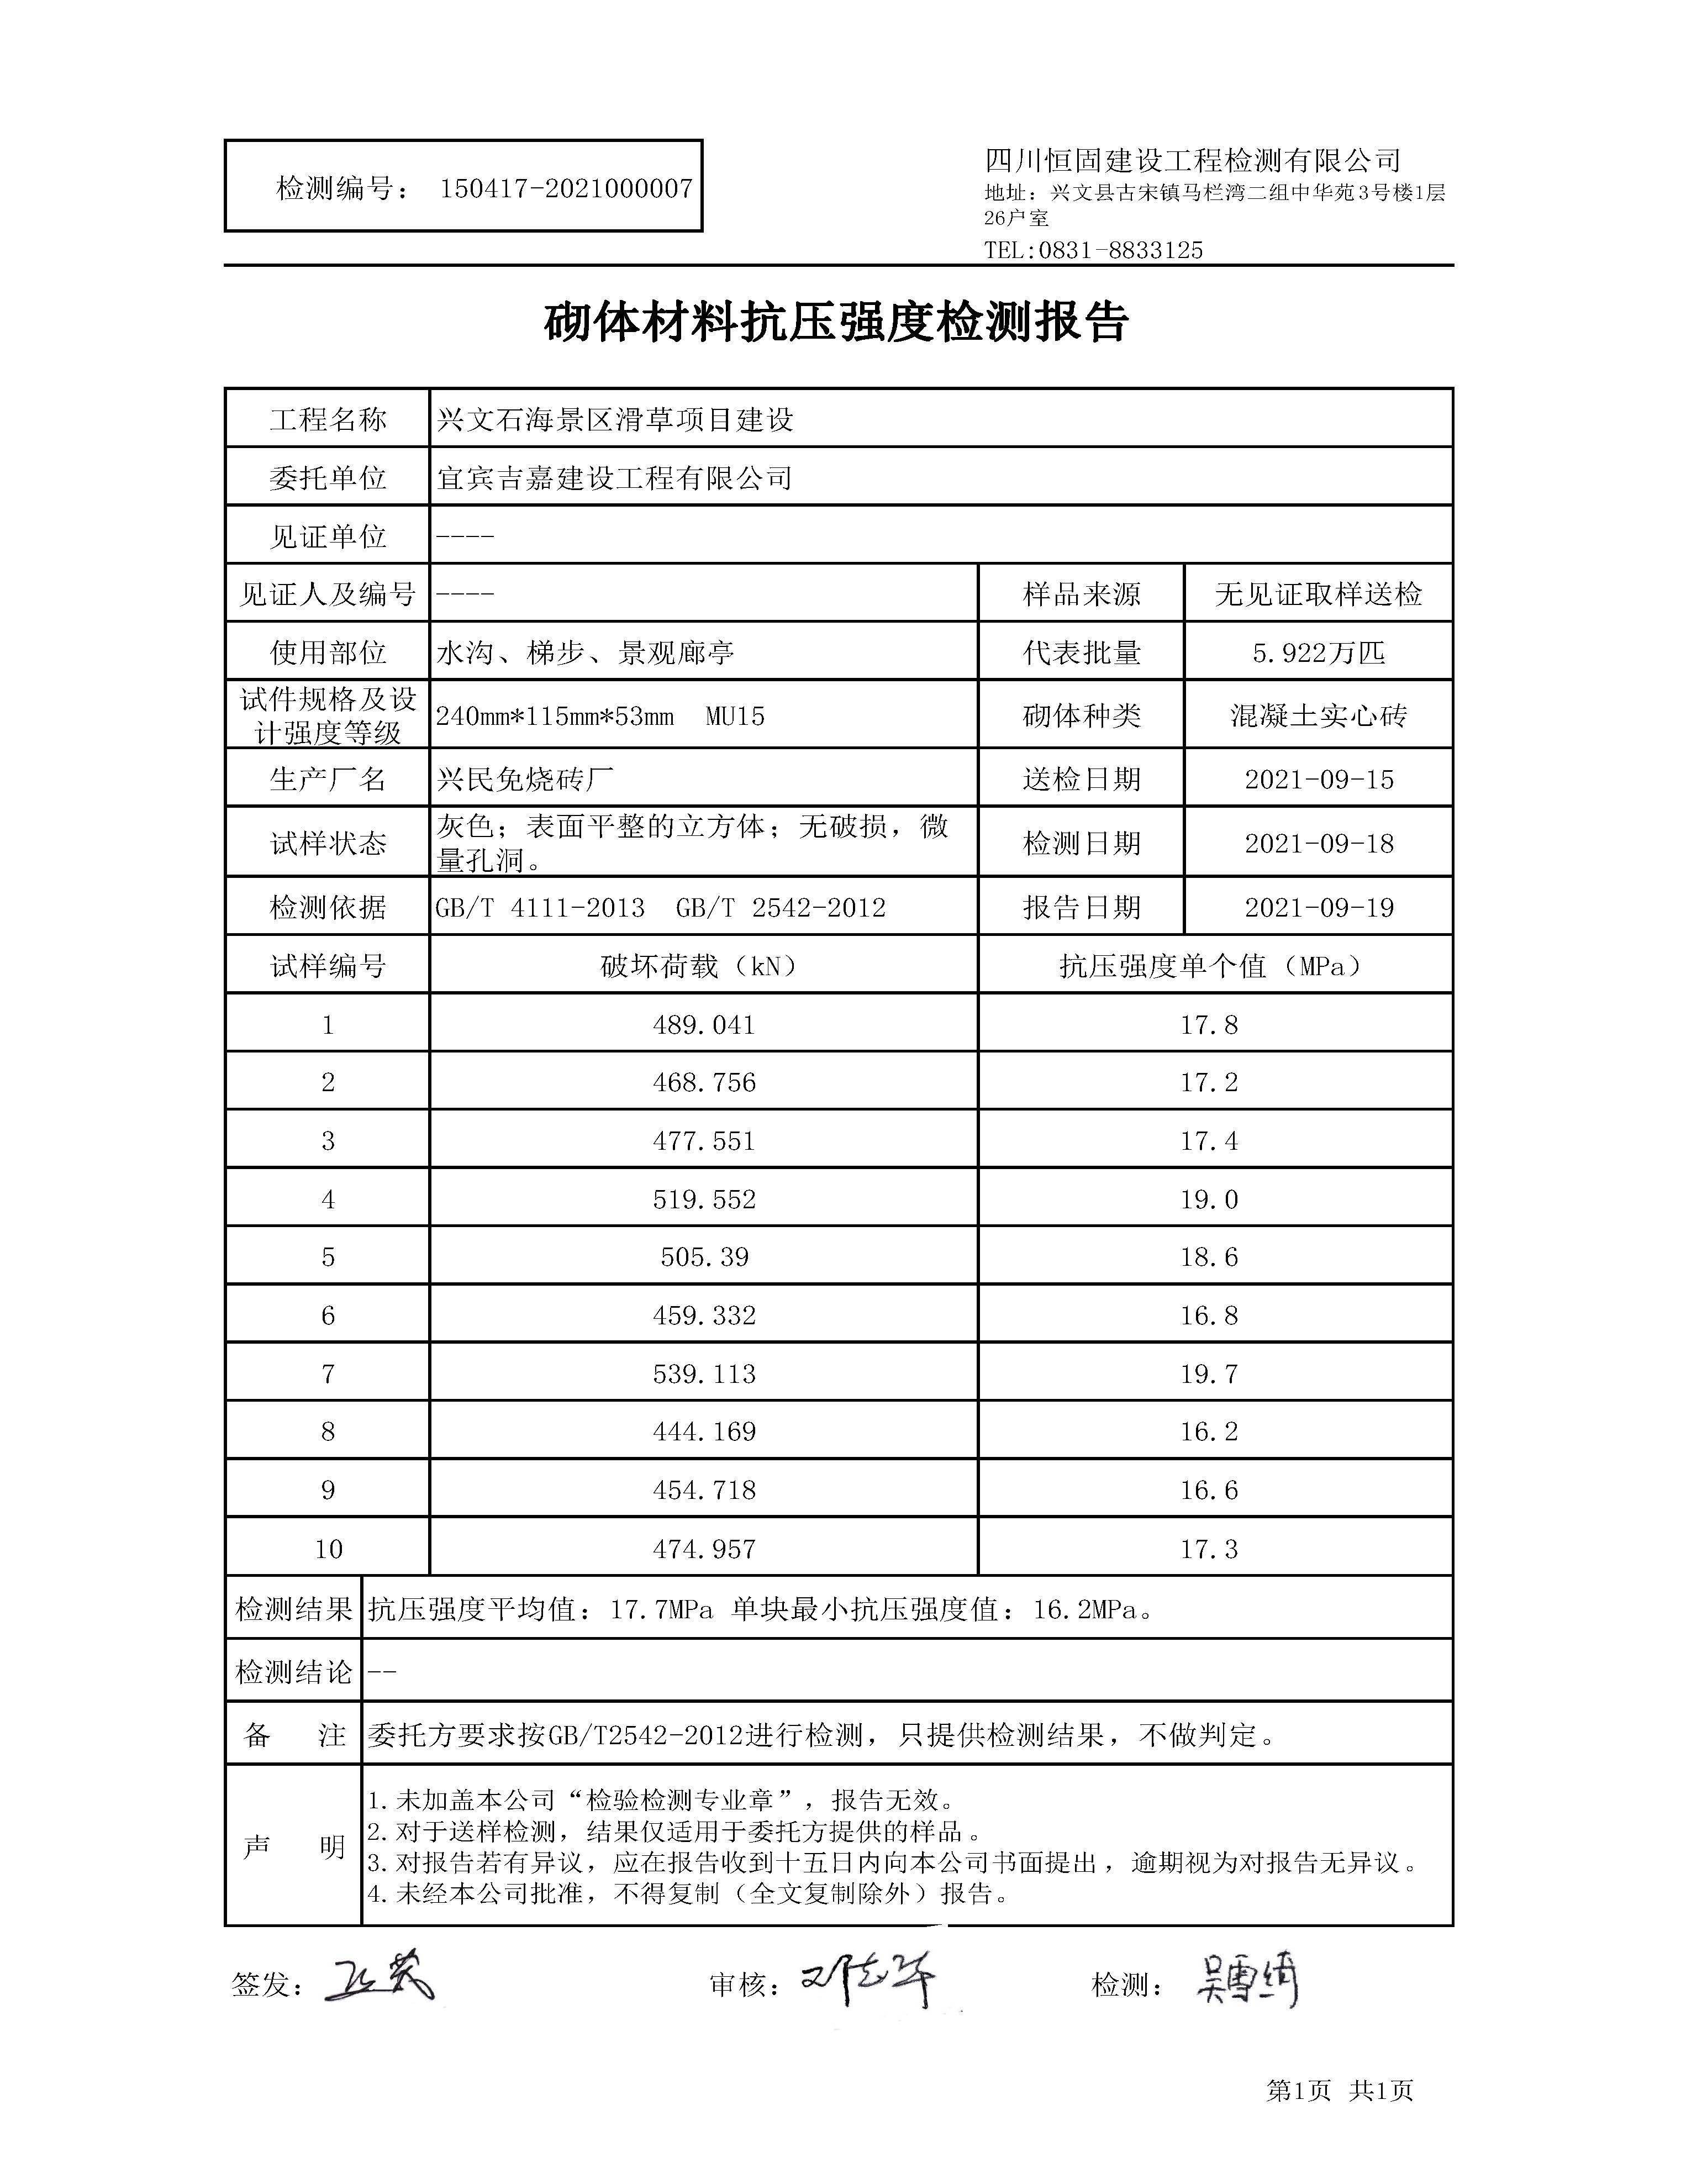 检测编号： 150417-2021000007
四川恒固建设工程检测有限公司
地址：兴文县古宋镇马栏湾二组中华苑3号楼1层
26户室
TEL:0831-8833125
砌体材料抗压强度检测报告
工程名称 兴文石海景区滑草项目建设
委托单位 宜宾吉嘉建设工程有限公司
见证单位 ----
见证人及编号 ---- 样品来源 无见证取样送检
使用部位 水沟、梯步、景观廊亭 代表批量 5.922万匹
试件规格及设
计强度等级 240mm*115mm*53mm MU15 砌体种类 混凝土实心砖
生产厂名 兴民免烧砖厂 送检日期 2021-09-15
试样状态 灰色；表面平整的立方体；无破损，微
量孔洞。 检测日期 2021-09-18
检测依据 GB/T 4111-2013 GB/T 2542-2012 报告日期 2021-09-19
试样编号 破坏荷载（kN） 抗压强度单个值（MPa）
1 489.041 17.8
2 468.756 17.2
3 477.551 17.4
4 519.552 19.0
5 505.39 18.6
6 459.332 16.8
7 539.113 19.7
8 444.169 16.2
9 454.718 16.6
10 474.957 17.3
检测结果 抗压强度平均值：17.7MPa 单块最小抗压强度值：16.2MPa。
检测结论 --
备 注 委托方要求按GB/T2542-2012进行检测，只提供检测结果，不做判定。
声 明
1.未加盖本公司“检验检测专业章”，报告无效。
2.对于送样检测，结果仅适用于委托方提供的样品。
3.对报告若有异议，应在报告收到十五日内向本公司书面提出，逾期视为对报告无异议。
4.未经本公司批准，不得复制（全文复制除外）报告。
签发： 审核：邓志华 检测：吴雪绮
第1页 共1页